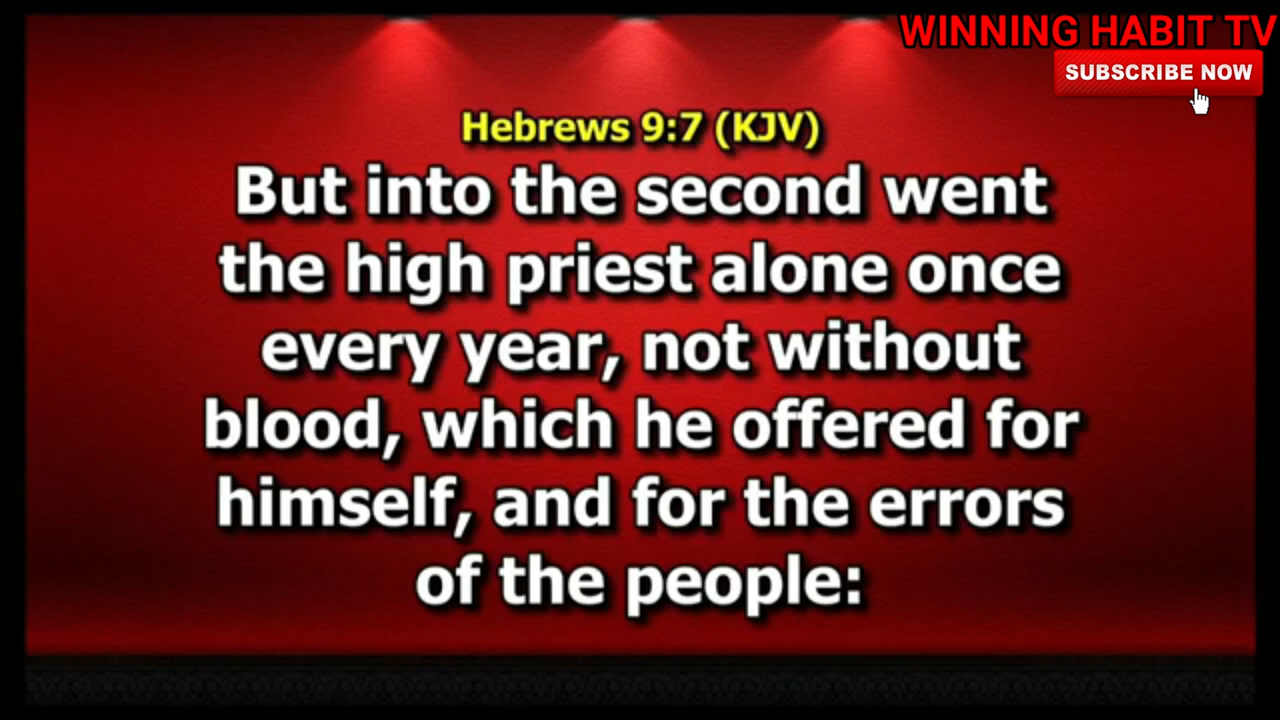 WINNING HABIT TV
SUBSCRIBE NOW
Hebrews 9:7 (KJV)
But into the second went
the high priest alone once
every year, not without
blood, which he offered for
himself, and for the errors
of the people: